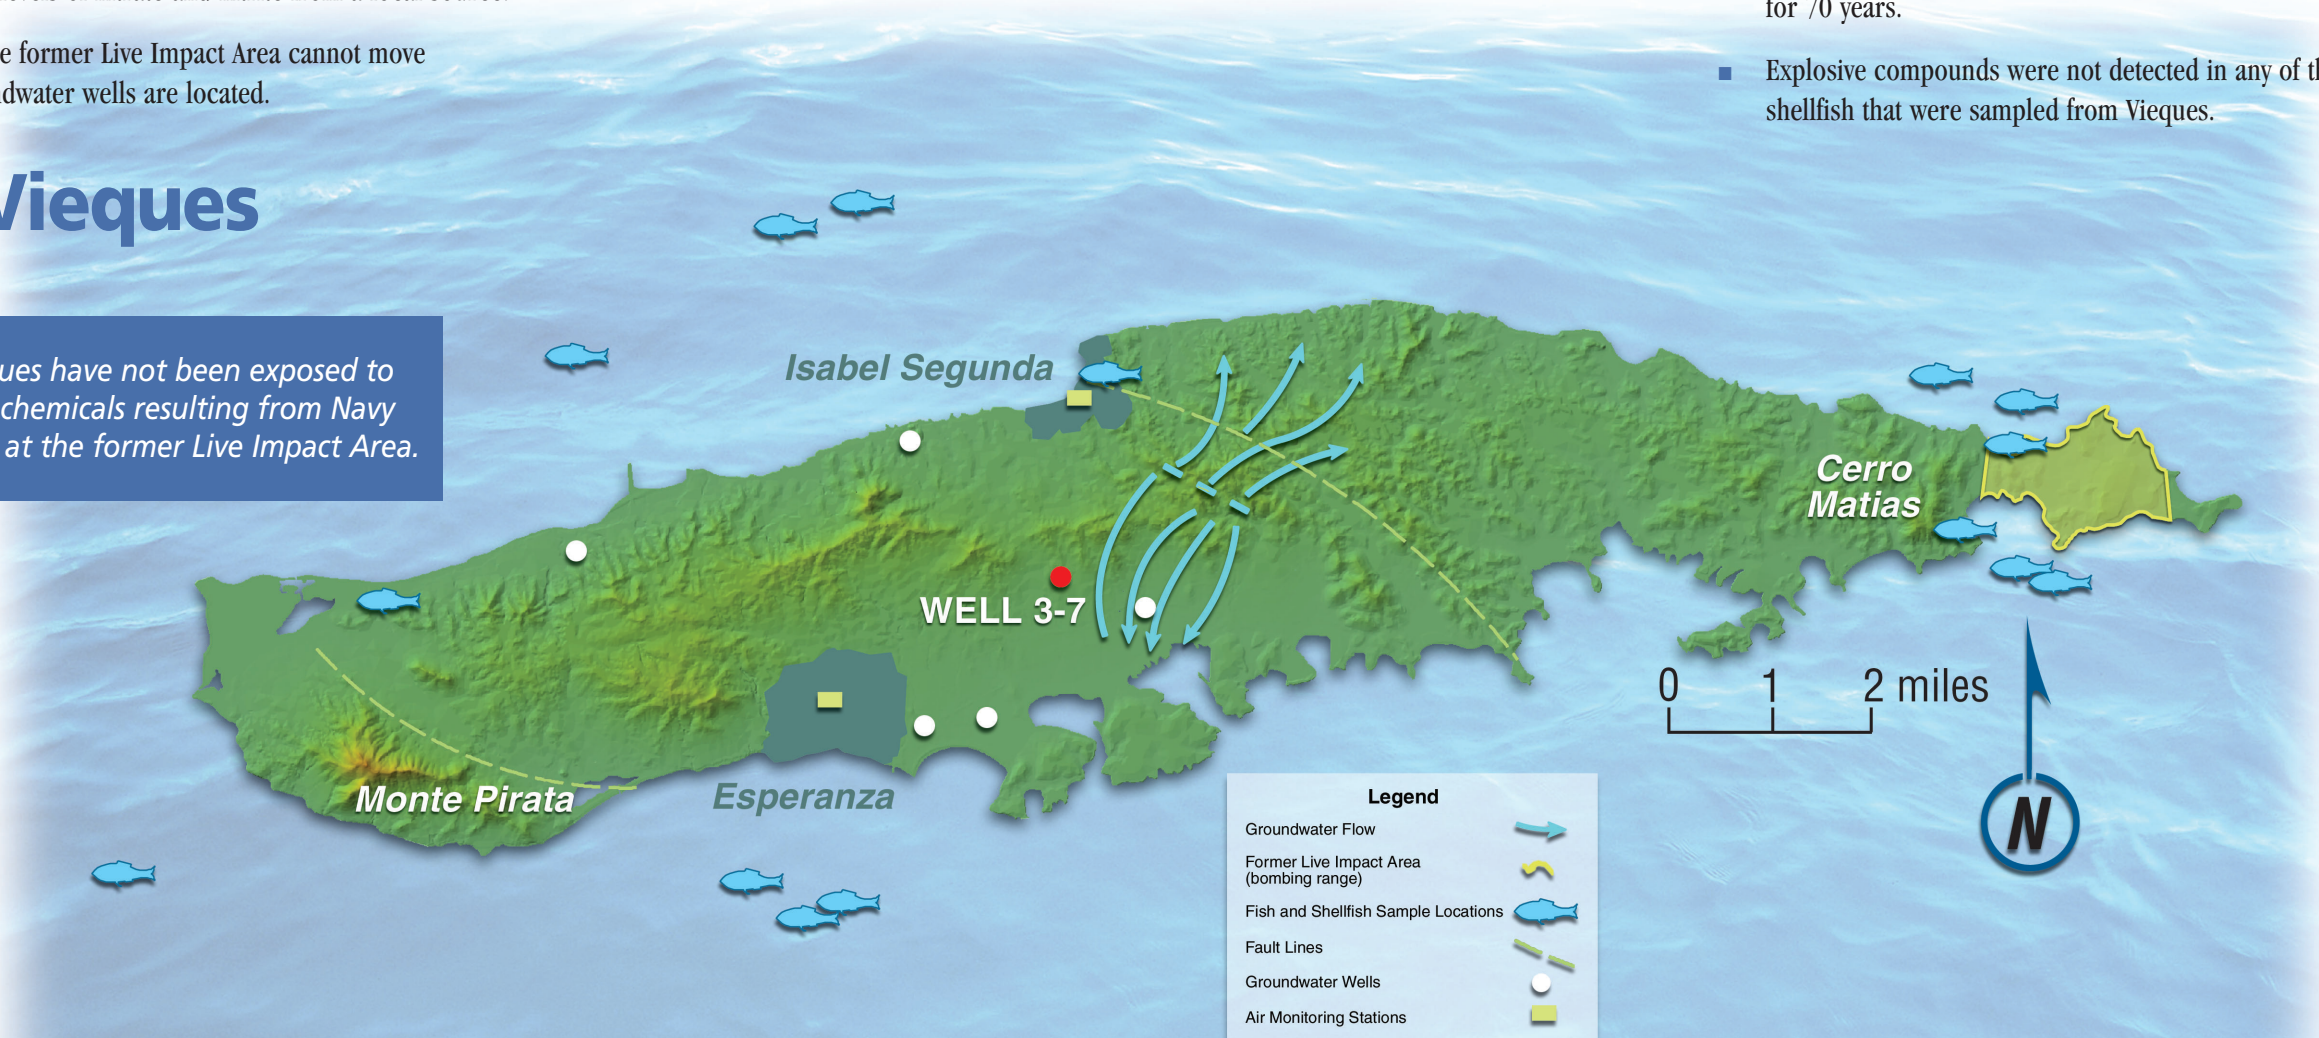 e former Live Impact Area cannot move
dwater wells are located.
for 70 years.
■ Explosive compounds were not detected in any of th
shellfish that were sampled from Vieques.
Vieques
ues have not been exposed to
chemicals resulting from Navy
at the former Live Impact Area.
Isabel Segunda
Cerro
Matias
WELL 3-7
Monte Pirata
Esperanza
0 1 2 miles
N
Legend
Groundwater Flow
Former Live Impact Area
(bombing range)
Fish and Shellfish Sample Locations
Fault Lines
Groundwater Wells
Air Monitoring Stations